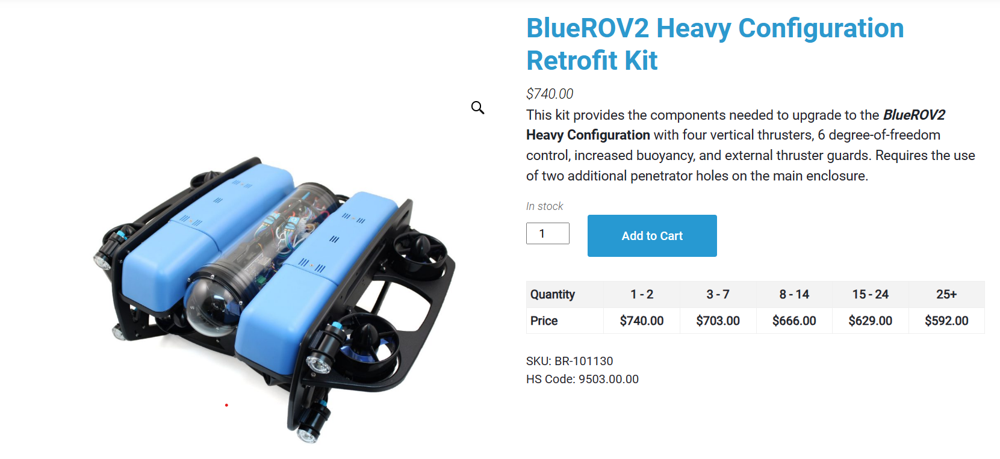 BlueROV2 Heavy Configuration
Retrofit Kit
$740.00
This kit provides the components needed to upgrade to the BlueROV2
Heavy Configuration with four vertical thrusters, 6 degree-of-freedom
control, increased buoyancy, and external thruster guards. Requires the use
of two additional penetrator holes on the main enclosure.
In stock
1
Add to Cart
Quantity 1 - 2 3 - 7 8 - 14 15 - 24 25+
Price $740.00 $703.00 $666.00 $629.00 $592.00
SKU: BR-101130
HS Code: 9503.00.00